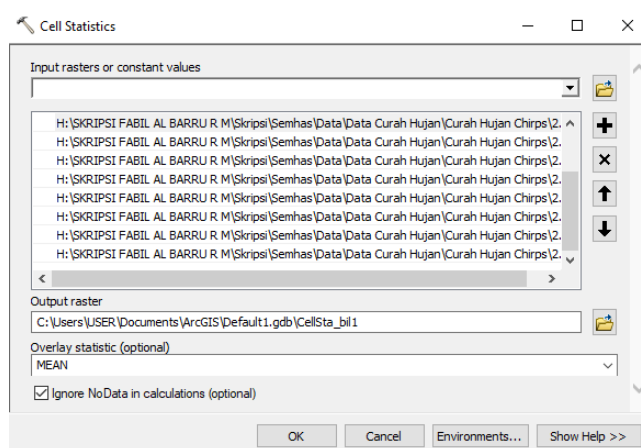 Cell Statistics
Input rasters or constant values
H:\SKRIPSI FABIL AL BARRU R M\Skripsi\Semhas\Data\Data Curah Hujan\Curah Hujan Chirps\2.
H:\SKRIPSI FABIL AL BARRU R M\Skripsi\Semhas\Data\Data Curah Hujan\Curah Hujan Chirps\2.
H:\SKRIPSI FABIL AL BARRU R M\Skripsi\Semhas\Data\Data Curah Hujan\Curah Hujan Chirps\2.
H:\SKRIPSI FABIL AL BARRU R M\Skripsi\Semhas\Data\Data Curah Hujan\Curah Hujan Chirps\2.
H:\SKRIPSI FABIL AL BARRU R M\Skripsi\Semhas\Data\Data Curah Hujan\Curah Hujan Chirps\2.
H:\SKRIPSI FABIL AL BARRU R M\Skripsi\Semhas\Data\Data Curah Hujan\Curah Hujan Chirps\2.
H:\SKRIPSI FABIL AL BARRU R M\Skripsi\Semhas\Data\Data Curah Hujan\Curah Hujan Chirps\2.
H:\SKRIPSI FABIL AL BARRU R M\Skripsi\Semhas\Data\Data Curah Hujan\Curah Hujan Chirps\2.
Output raster
C:\Users\USER\Documents\ArcGIS\Default1.gdb\CellSta_bil1
Overlay statistic (optional)
MEAN
Ignore NoData in calculations (optional)
OK Cancel Environments... Show Help >>